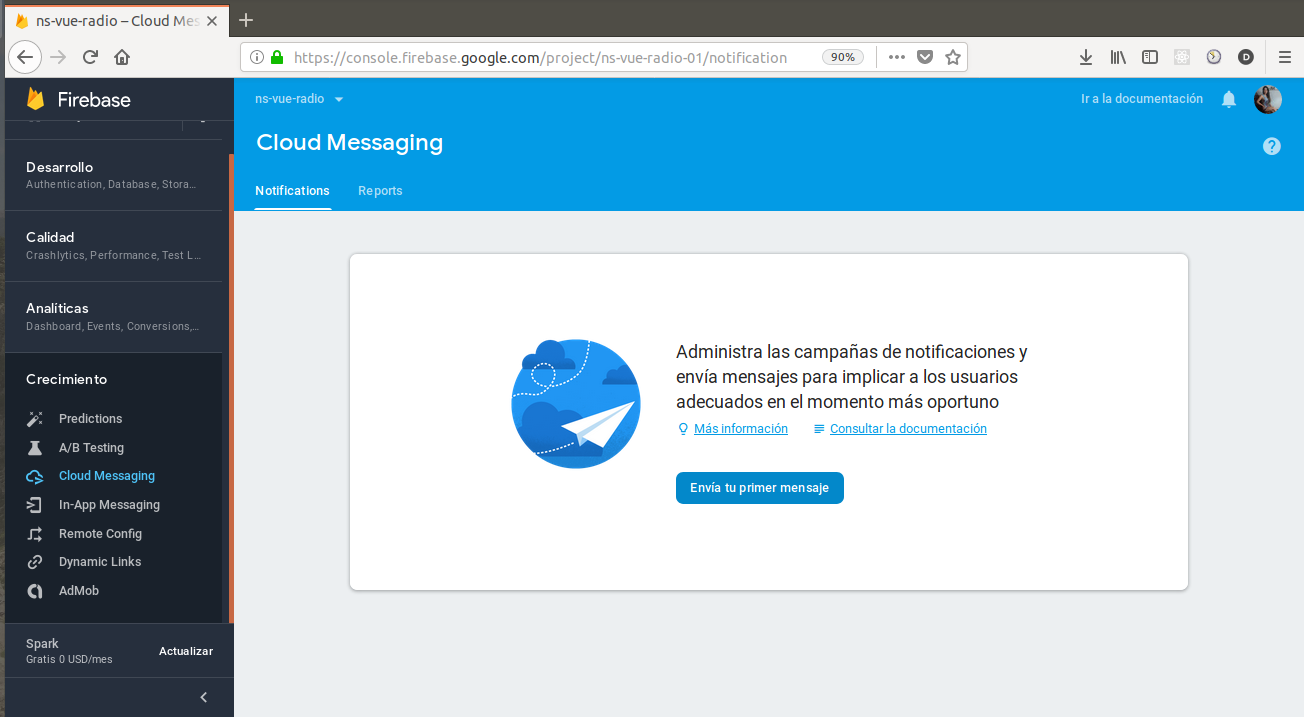 ns-vue-radio – Cloud Mes
https://console.firebase.google.com/project/ns-vue-radio-01/notification
90%
D
Firebase
ns-vue-radio
Ir a la documentación
Cloud Messaging
Notifications
Reports
Desarrollo
Authentication, Database, Stora…
Calidad
Crashlytics, Performance, Test L…
Analíticas
Dashboard, Events, Conversions,…
Crecimiento
Predictions
A/B Testing
Cloud Messaging
In-App Messaging
Remote Config
Dynamic Links
AdMob
Spark
Gratis 0 USD/mes
Actualizar
Administra las campañas de notificaciones y
envía mensajes para implicar a los usuarios
adecuados en el momento más oportuno
Más información
Consultar la documentación
Envía tu primer mensaje